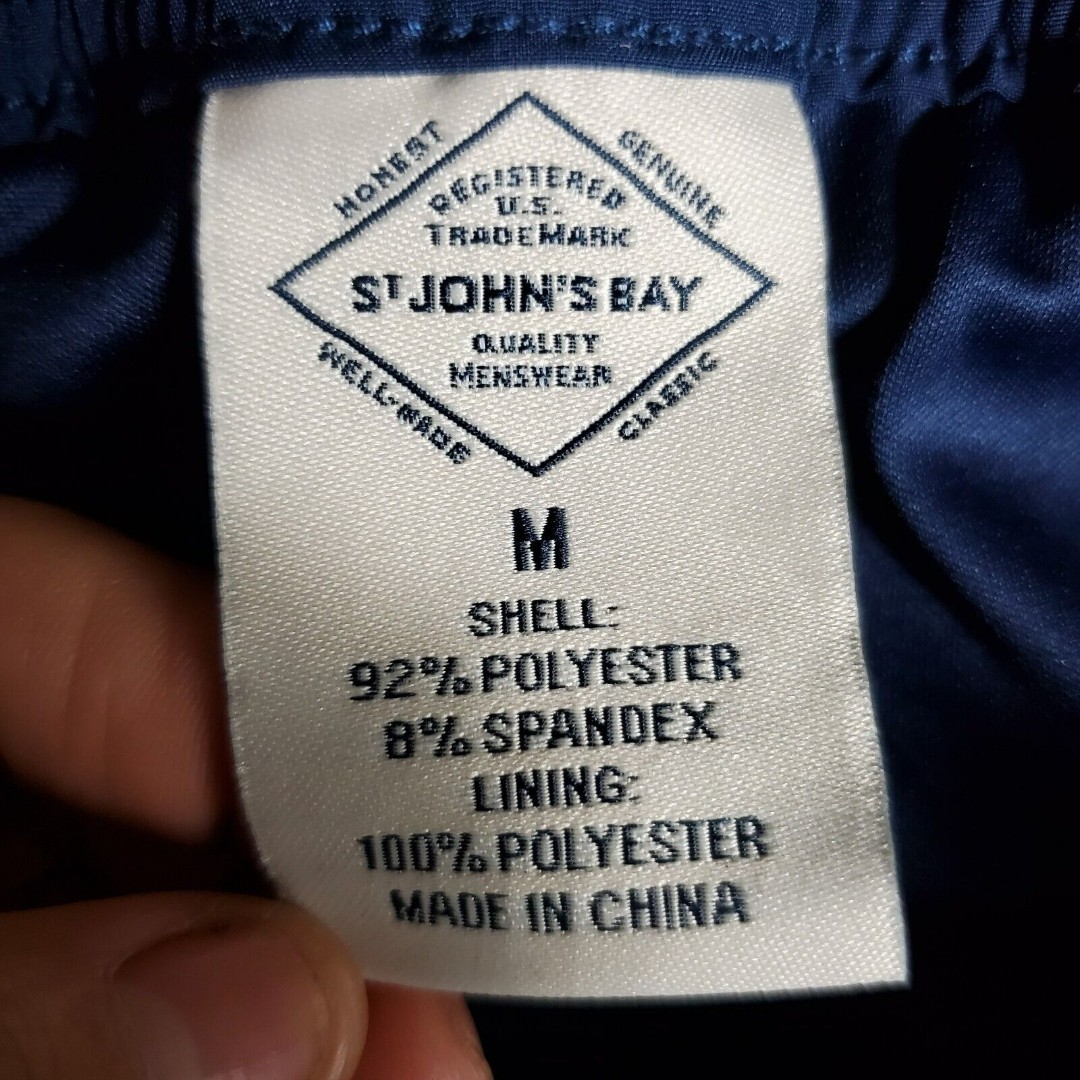 HONEST
GENUINE
REGISTERED
U.S.
TRADEMARK
ST JOHN'S BAY
QUALITY
MENSWEAR
WELL-MADE
CLASSIC
M
SHELL:
92% POLYESTER
8% SPANDEX
LINING:
100% POLYESTER
MADE IN CHINA